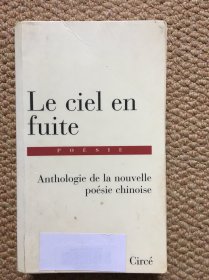 Le ciel en
fuite
POÉSIE
Anthologie de la nouvelle
poésie chinoise
Circé